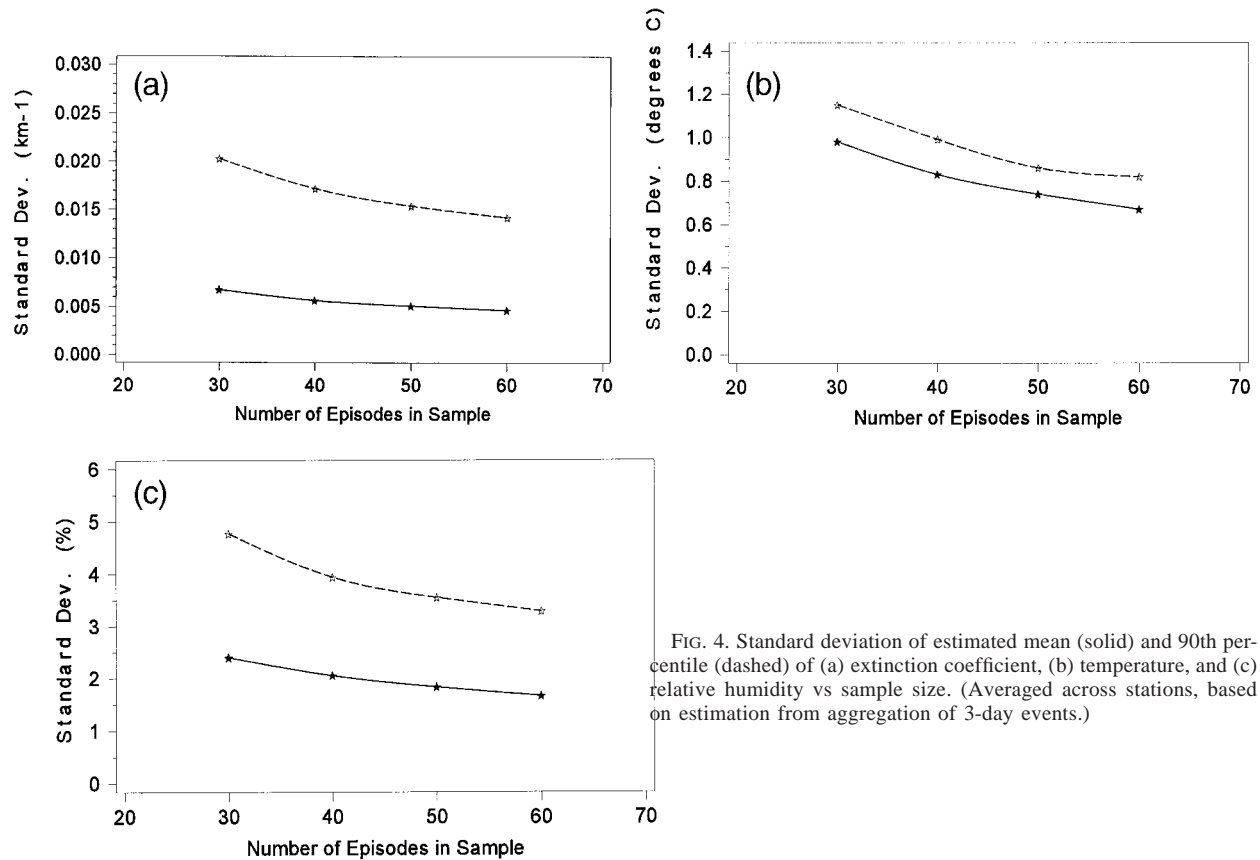 (a)
Standard Dev. (km-1)
0.030
0.025
0.020
0.015
0.010
0.005
0.000
20 30 40 50 60 70
Number of Episodes in Sample
(b)
Standard Dev. (degrees C)
1.4
1.2
1.0
0.8
0.6
0.4
0.2
0.0
20 30 40 50 60 70
Number of Episodes in Sample
(c)
Standard Dev. (%)
6
5
4
3
2
1
0
20 30 40 50 60 70
Number of Episodes in Sample
FIG. 4. Standard deviation of estimated mean (solid) and 90th per-
centile (dashed) of (a) extinction coefficient, (b) temperature, and (c)
relative humidity vs sample size. (Averaged across stations, based
on estimation from aggregation of 3-day events.)